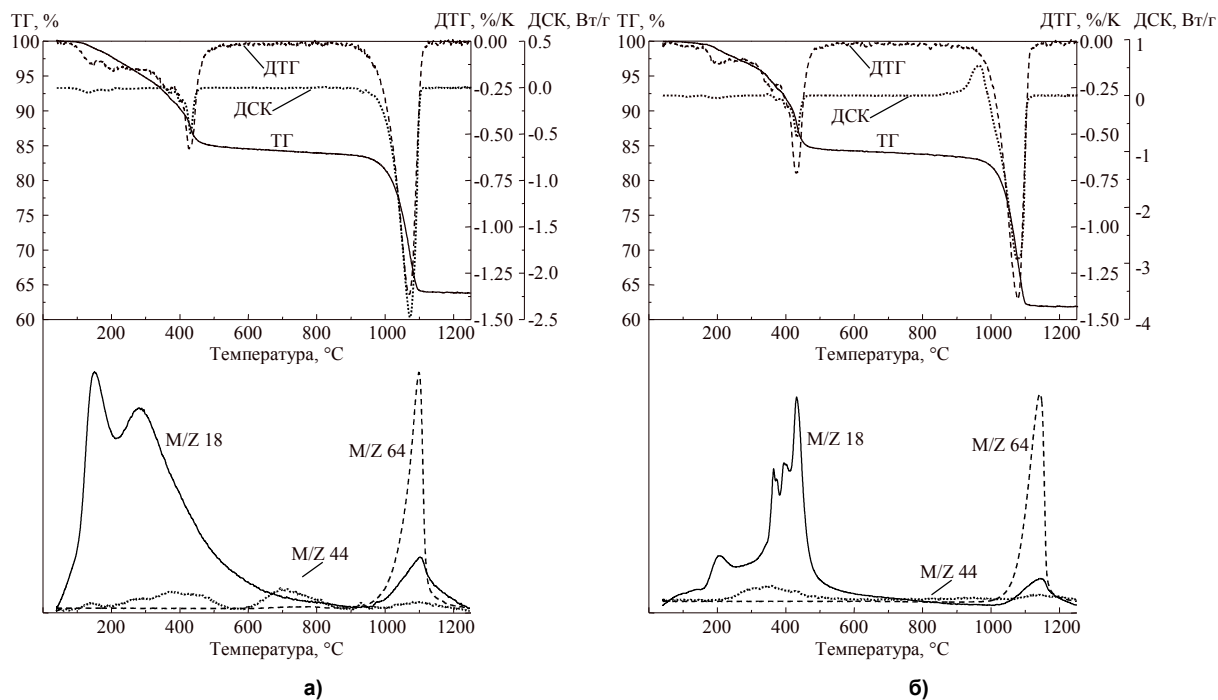 ТГ, %
ДТГ, %/K ДСК, Вт/г
100
95
90
85
80
75
70
65
60
0.00
-0.25
-0.50
-0.75
-1.00
-1.25
-1.50
0.5
0.0
-0.5
-1.0
-1.5
-2.0
-2.5
ДТГ
ДСК
ТГ
200 400 600 800 1000 1200
Температура, °C
ТГ, %
ДТГ, %/K ДСК, Вт/г
100
95
90
85
80
75
70
65
60
0.00
-0.25
-0.50
-0.75
-1.00
-1.25
-1.50
1
0
-1
-2
-3
-4
ДТГ
ДСК
ТГ
200 400 600 800 1000 1200
Температура, °C
M/Z 18
M/Z 64
M/Z 44
200 400 600 800 1000 1200
Температура, °C
а)
M/Z 18
M/Z 64
M/Z 44
200 400 600 800 1000 1200
Температура, °C
б)